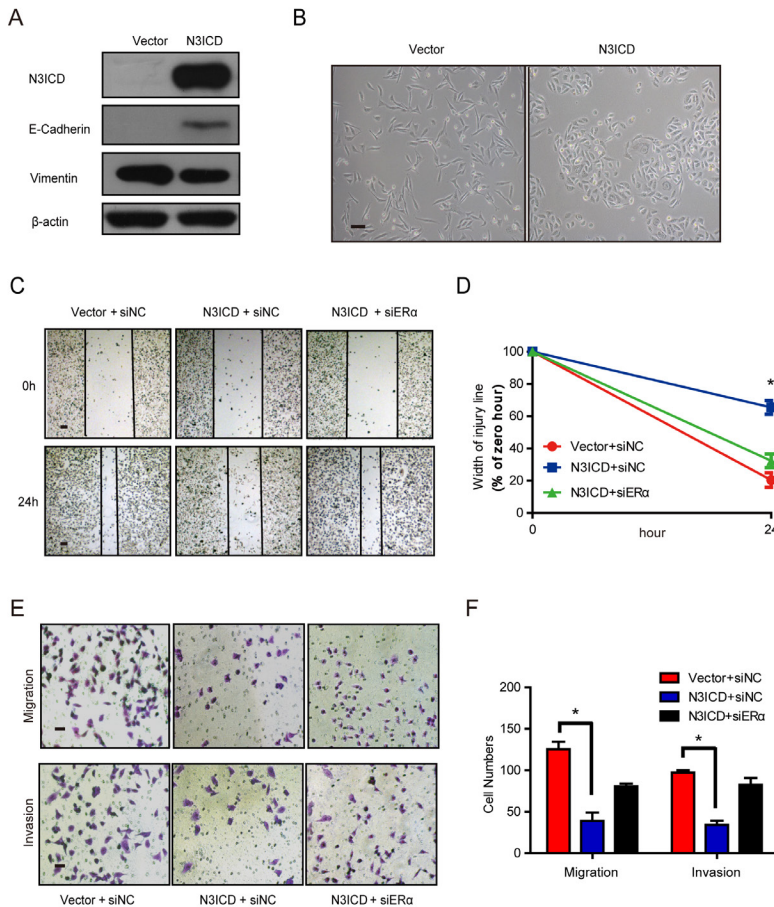 A
Vector N3ICD
N3ICD
E-Cadherin
Vimentin
β-actin
B
Vector N3ICD
C
Vector + siNC N3ICD + siNC N3ICD + siERα
0h
24h
D
Width of injury line
(% of zero hour)
100
80
60
40
20
0
*
Vector+siNC
N3ICD+siNC
N3ICD+siERα
0 24
hour
E
Migration
Invasion
Vector + siNC N3ICD + siNC N3ICD + siERα
F
Vector+siNC
N3ICD+siNC
N3ICD+siERα
Cell Numbers
200
150
100
50
0
* *
Migration Invasion